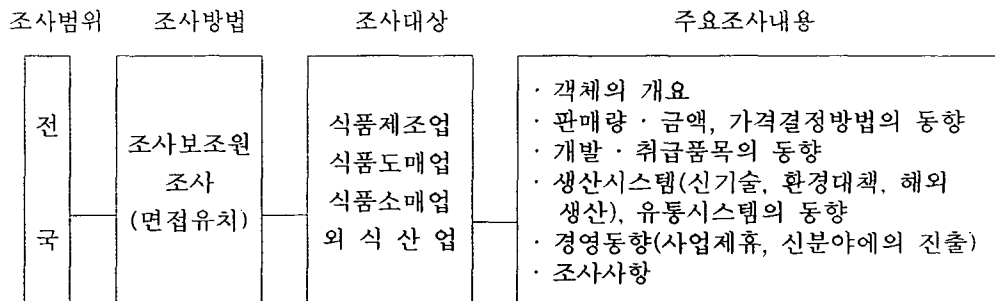 조사범위 조사방법 조사대상 주요조사내용
전
국
조사보조원
조사
(면접유치)
식품제조업
식품도매업
식품소매업
외 식 산 업
· 객체의 개요
· 판매량 · 금액, 가격결정방법의 동향
· 개발 · 취급품목의 동향
· 생산시스템(신기술, 환경대책, 해외
생산), 유통시스템의 동향
· 경영동향(사업제휴, 신분야에의 진출)
· 조사사항